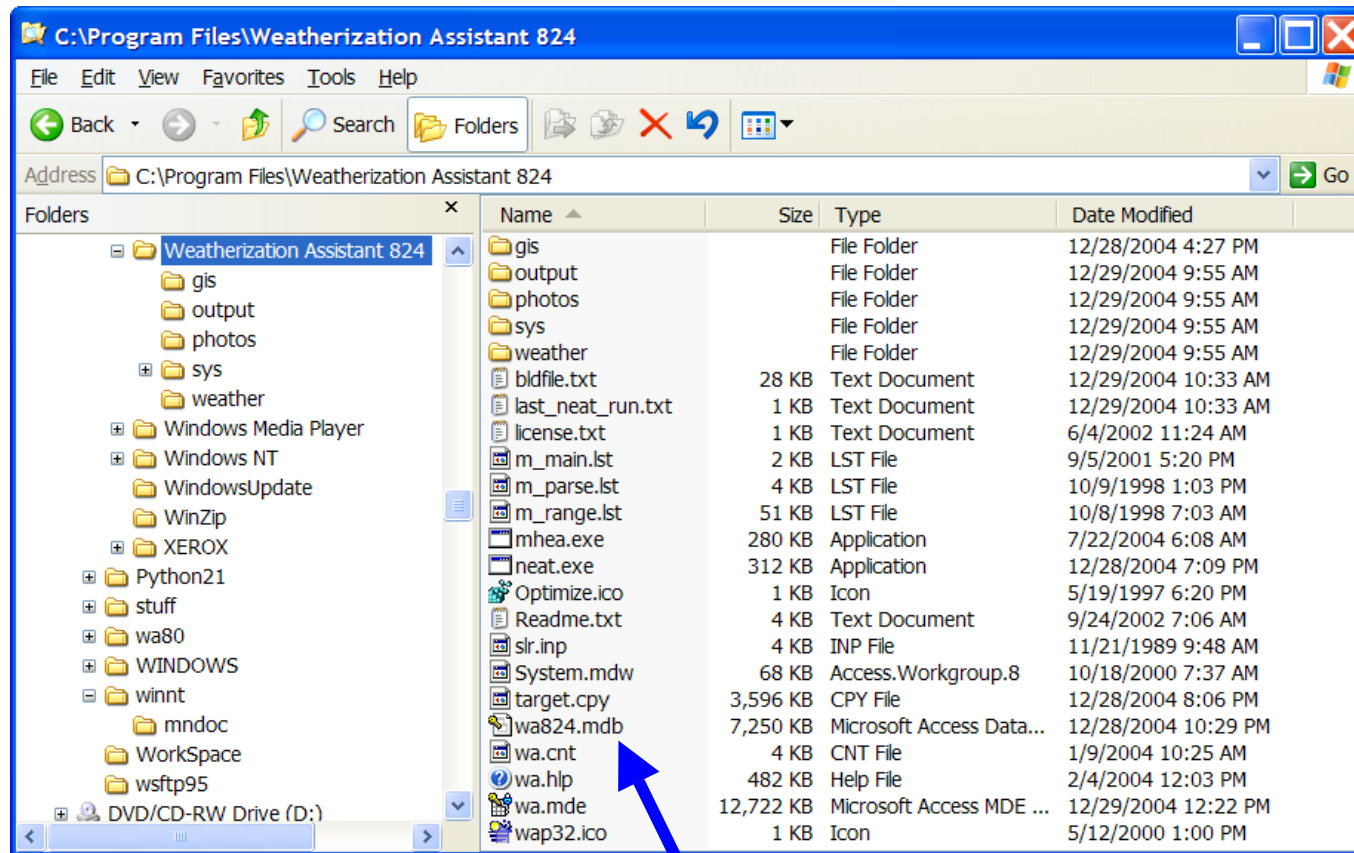 C:\Program Files\Weatherization Assistant 824
File Edit View Favorites Tools Help
Back Search Folders
Address C:\Program Files\Weatherization Assistant 824 Go
Folders x
Weatherization Assistant 824
gis
output
photos
sys
weather
Windows Media Player
Windows NT
WindowsUpdate
WinZip
XEROX
Python21
stuff
wa80
WINDOWS
winnt
mndoc
WorkSpace
wsftp95
DVD/CD-RW Drive (D:)
Name Size Type Date Modified
gis File Folder 12/28/2004 4:27 PM
output File Folder 12/29/2004 9:55 AM
photos File Folder 12/29/2004 9:55 AM
sys File Folder 12/29/2004 9:55 AM
weather File Folder 12/29/2004 9:55 AM
bldfile.txt 28 KB Text Document 12/29/2004 10:33 AM
last_neat_run.txt 1 KB Text Document 12/29/2004 10:33 AM
license.txt 1 KB Text Document 6/4/2002 11:24 AM
m_main.lst 2 KB LST File 9/5/2001 5:20 PM
m_parse.lst 4 KB LST File 10/9/1998 1:03 PM
m_range.lst 51 KB LST File 10/8/1998 7:03 AM
mhea.exe 280 KB Application 7/22/2004 6:08 AM
neat.exe 312 KB Application 12/28/2004 7:09 PM
Optimize.ico 1 KB Icon 5/19/1997 6:20 PM
Readme.txt 4 KB Text Document 9/24/2002 7:06 AM
slr.inp 4 KB INP File 11/21/1989 9:48 AM
System.mdw 68 KB Access.Workgroup.8 10/18/2000 7:37 AM
target.cpy 3,596 KB CPY File 12/28/2004 8:06 PM
wa824.mdb 7,250 KB Microsoft Access Data... 12/28/2004 10:29 PM
wa.cnt 4 KB CNT File 1/9/2004 10:25 AM
wa.hlp 482 KB Help File 2/4/2004 12:03 PM
wa.mde 12,722 KB Microsoft Access MDE ... 12/29/2004 12:22 PM
wap32.ico 1 KB Icon 5/12/2000 1:00 PM